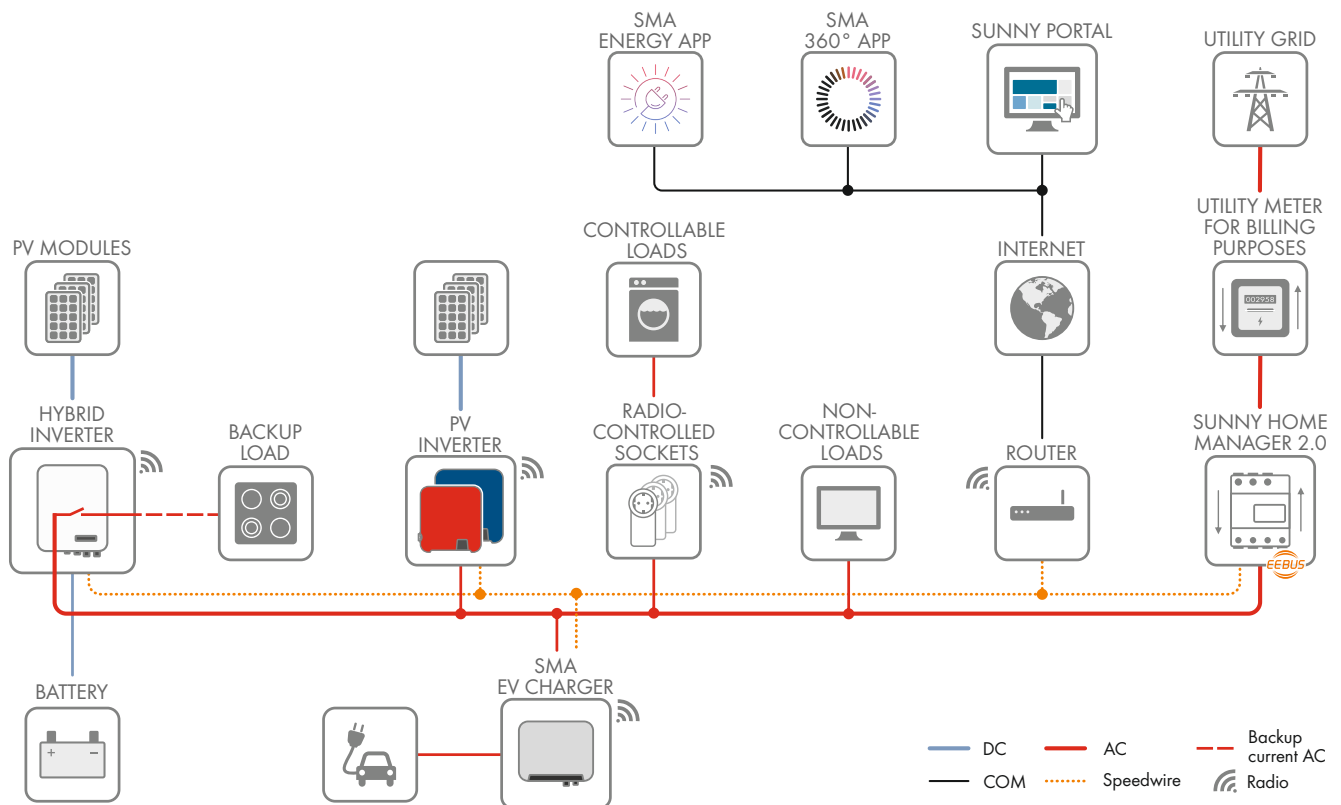 SMA
ENERGY APP
SMA
360° APP
SUNNY PORTAL
UTILITY GRID
PV MODULES
CONTROLLABLE
LOADS
INTERNET
UTILITY METER
FOR BILLING
PURPOSES
002958
HYBRID
INVERTER
BACKUP
LOAD
PV
INVERTER
RADIO-
CONTROLLED
SOCKETS
NON-
CONTROLLABLE
LOADS
ROUTER
SUNNY HOME
MANAGER 2.0
EEBUS
BATTERY
+ −
SMA
EV CHARGER
DC
AC
Backup
current AC
COM
Speedwire
Radio